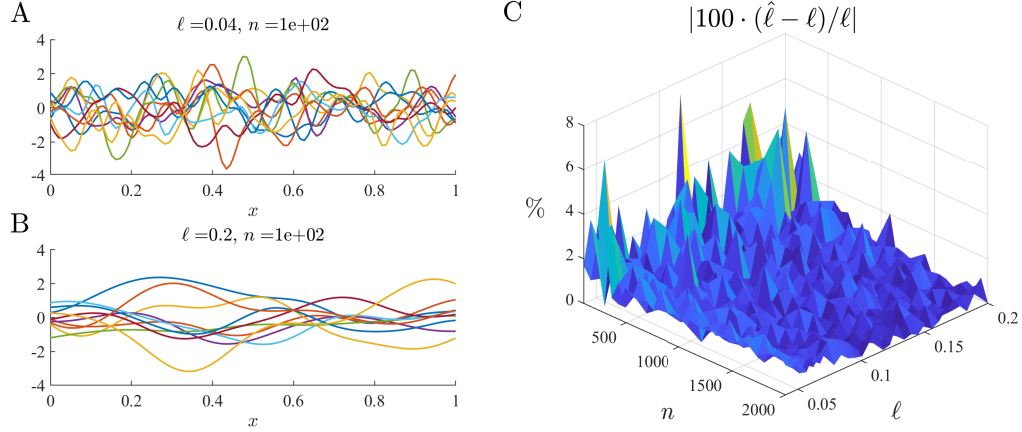 A
ℓ =0.04, n =1e+02
4
2
0
-2
-4
0 0.2 0.4 0.6 0.8 1
x
B
ℓ =0.2, n =1e+02
4
2
0
-2
-4
0 0.2 0.4 0.6 0.8 1
x
C
|100 · (ℓ̂ − ℓ)/ℓ|
8
6
4
2
0
%
500
1000
1500
2000
n
0.05
0.1
0.15
0.2
ℓ